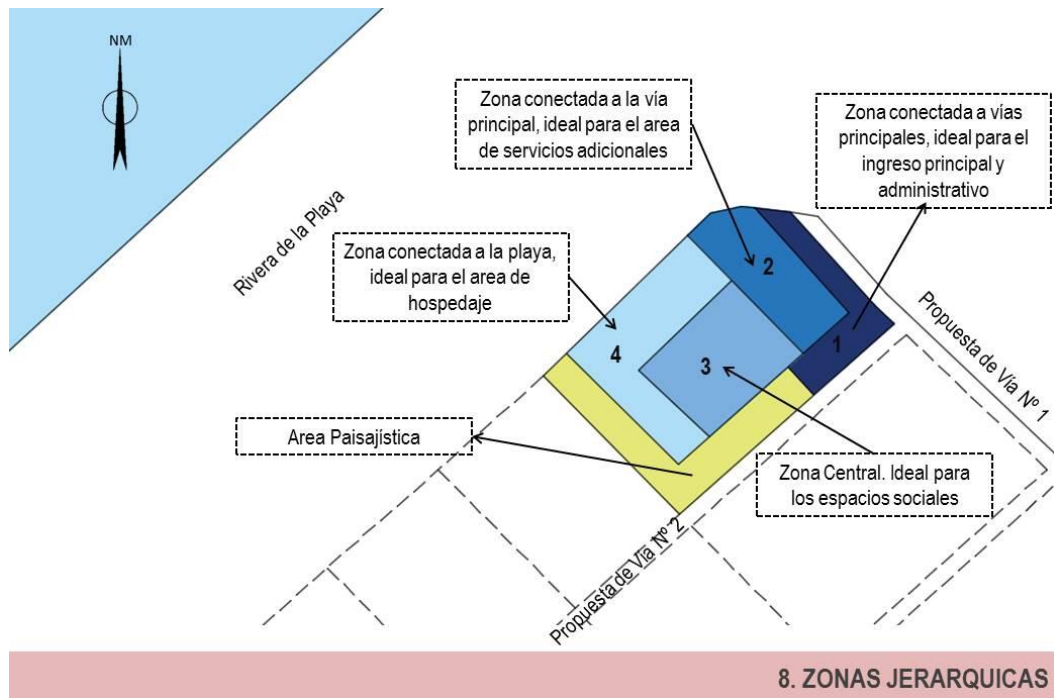 NM
Zona conectada a la vía
principal, ideal para el area
de servicios adicionales
Zona conectada a vías
principales, ideal para el
ingreso principal y
administrativo
Rivera de la Playa
Zona conectada a la playa,
ideal para el area de
hospedaje
2
1
4
3
Propuesta de Vía Nº 1
Area Paisajística
Zona Central. Ideal para
los espacios sociales
Propuesta de Vía Nº 2
8. ZONAS JERARQUICAS